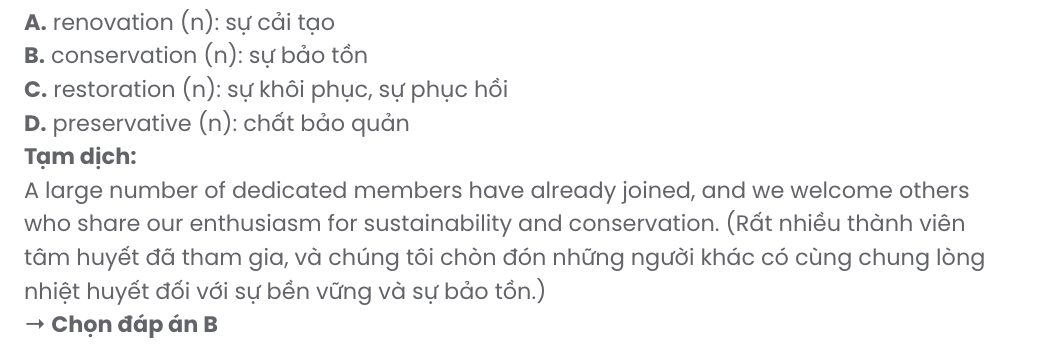 A. renovation (n): sự cải tạo
B. conservation (n): sự bảo tồn
C. restoration (n): sự khôi phục, sự phục hồi
D. preservative (n): chất bảo quản
Tạm dịch:
A large number of dedicated members have already joined, and we welcome others
who share our enthusiasm for sustainability and conservation. (Rất nhiều thành viên
tâm huyết đã tham gia, và chúng tôi chòn đón những người khác có cùng chung lòng
nhiệt huyết đối với sự bền vững và sự bảo tồn.)
→ Chọn đáp án B